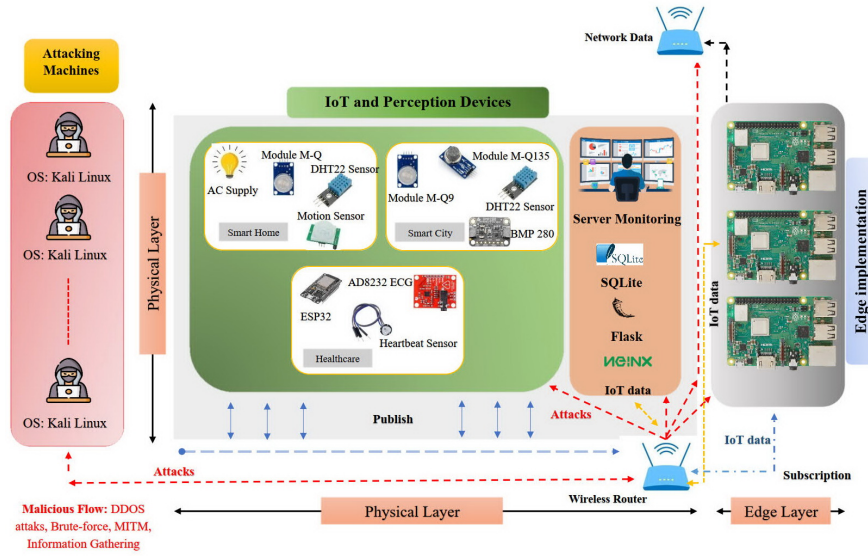 Attacking
Machines
OS: Kali Linux
OS: Kali Linux
OS: Kali Linux
Malicious Flow: DDOS
attaks, Brute-force, MITM,
Information Gathering
Physical Layer
IoT and Perception Devices
Module M-Q
DHT22 Sensor
AC Supply
Motion Sensor
Smart Home
Module M-Q135
Module M-Q9
DHT22 Sensor
BMP 280
Smart City
AD8232 ECG
ESP32
Heartbeat Sensor
Healthcare
Server Monitoring
SQLite
SQLite
Flask
NGINX
IoT data
Network Data
IoT data
Edge implementation
Publish
Attacks
Attacks
IoT data
Subscription
Wireless Router
Physical Layer
Edge Layer